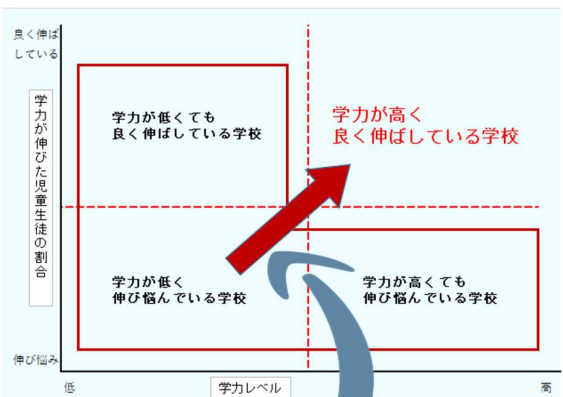 良く伸ば
している
学力が伸びた児童生徒の割合
学力が低くても
良く伸ばしている学校
学力が高く
良く伸ばしている学校
学力が低く
伸び悩んでいる学校
学力が高くても
伸び悩んでいる学校
伸び悩み
低
学力レベル
高